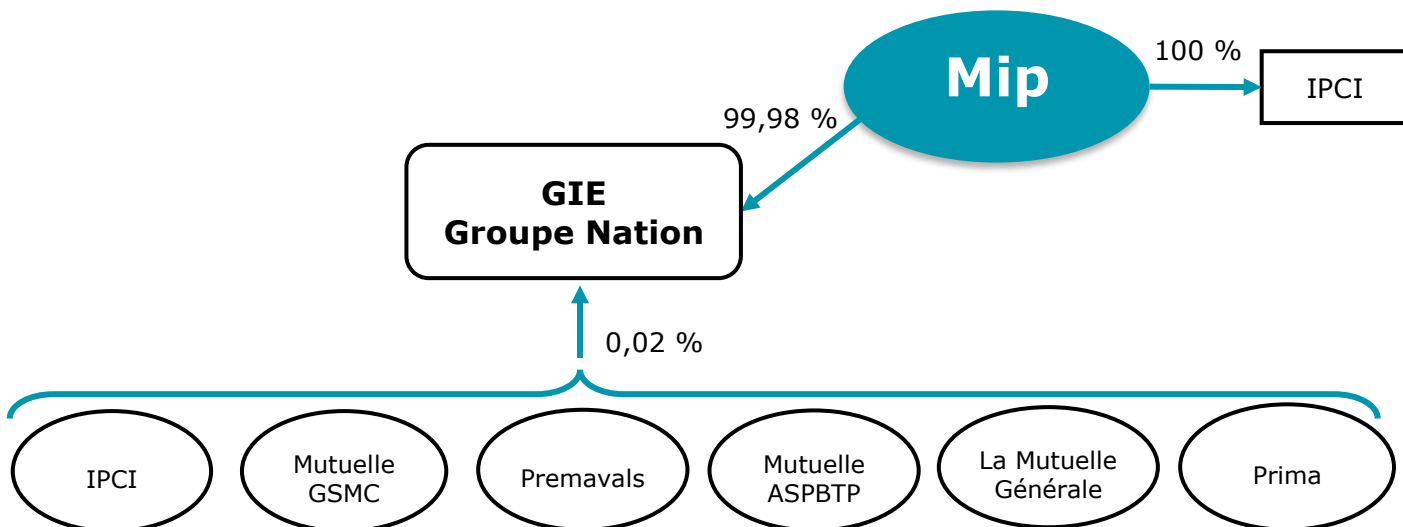 Mip
100 %
IPCI
99,98 %
GIE
Groupe Nation
0,02 %
IPCI
Mutuelle
GSMC
Premavals
Mutuelle
ASPBTP
La Mutuelle
Générale
Prima